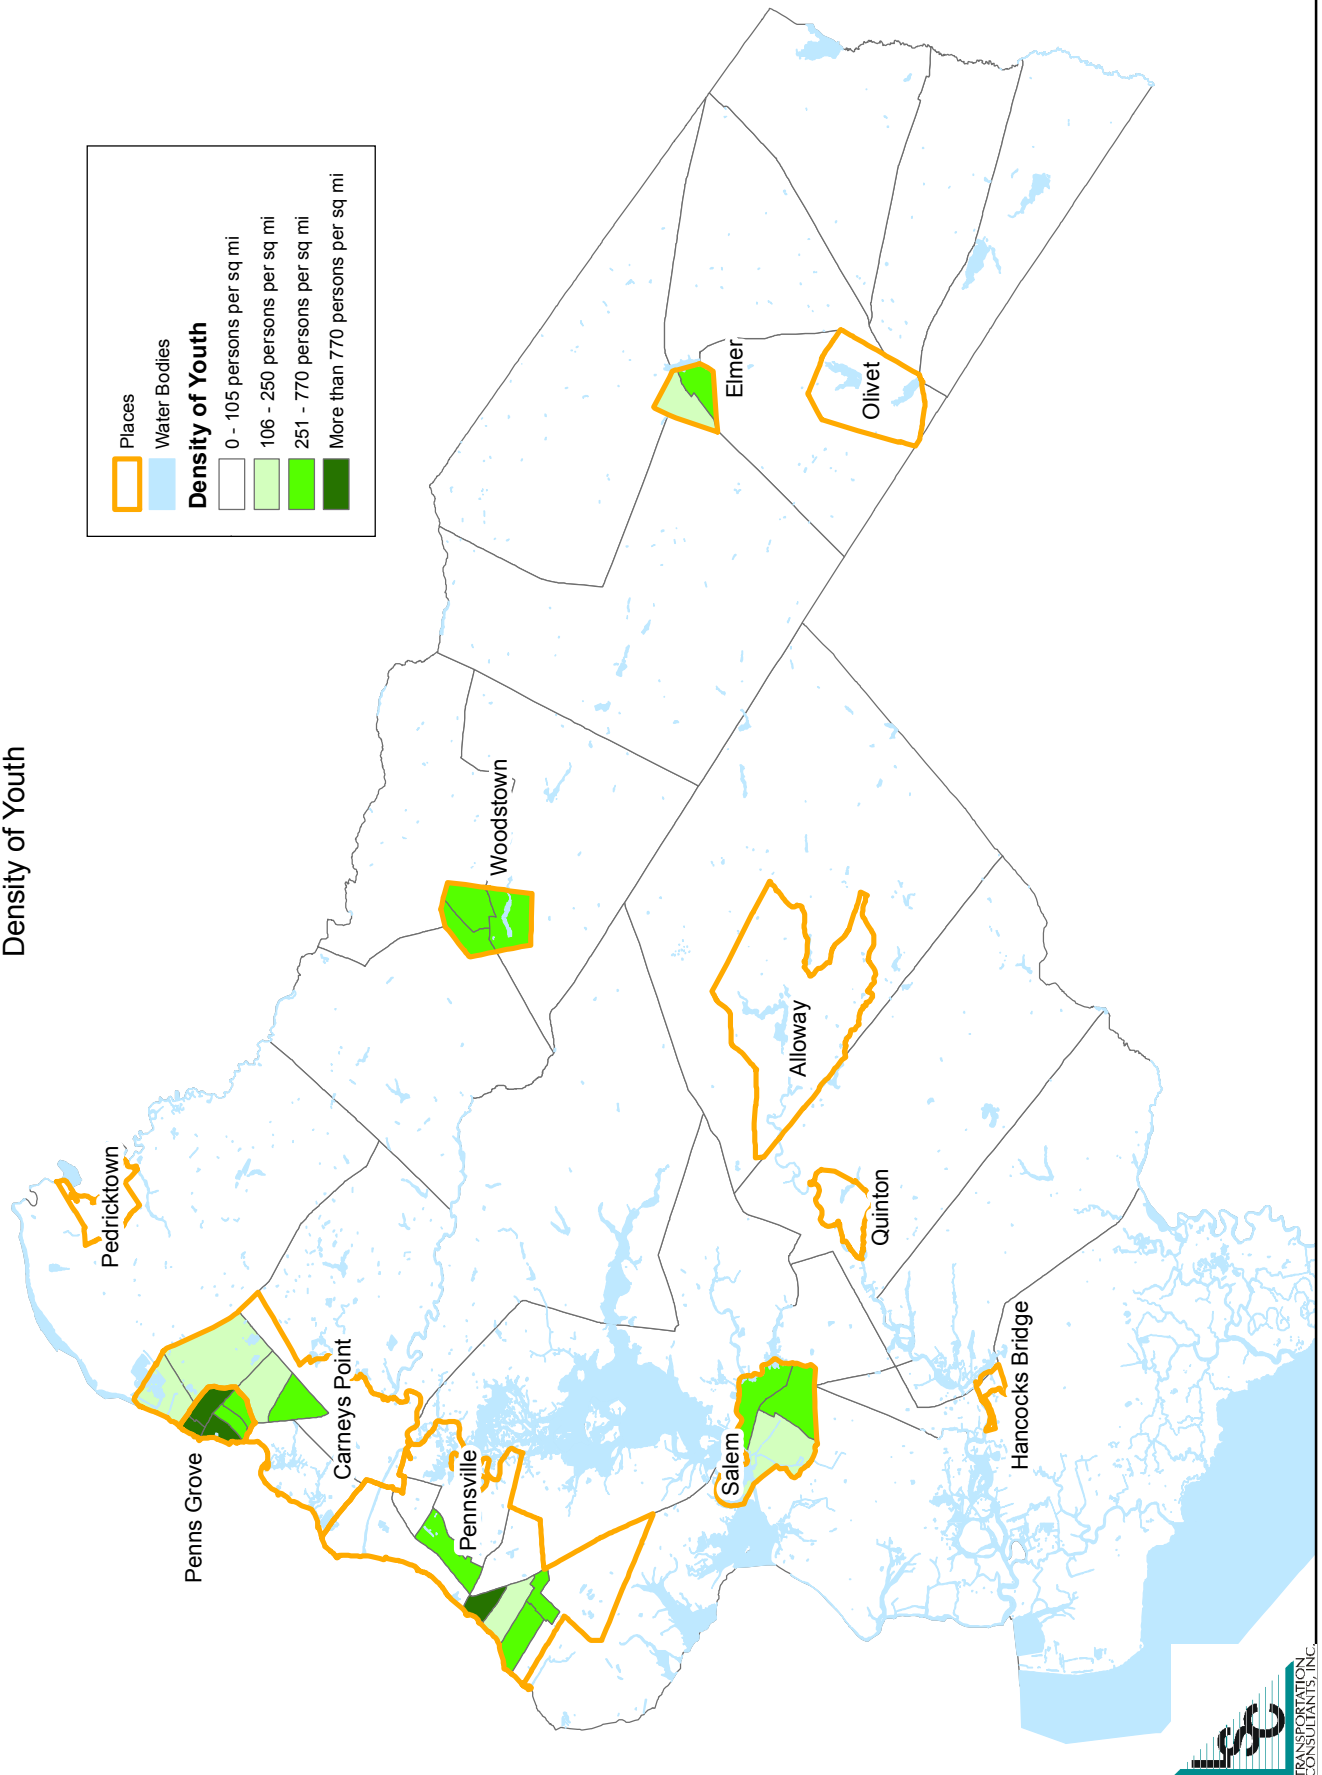 Density of Youth
Places
Water Bodies
Density of Youth
0 - 105 persons per sq mi
106 - 250 persons per sq mi
251 - 770 persons per sq mi
More than 770 persons per sq mi
Pedricktown
Penns Grove
Carneys Point
Pennsville
Woodstown
Elmer
Olivet
Alloway
Quinton
Salem
Hancocks Bridge
LSC
TRANSPORTATION
CONSULTANTS, INC.